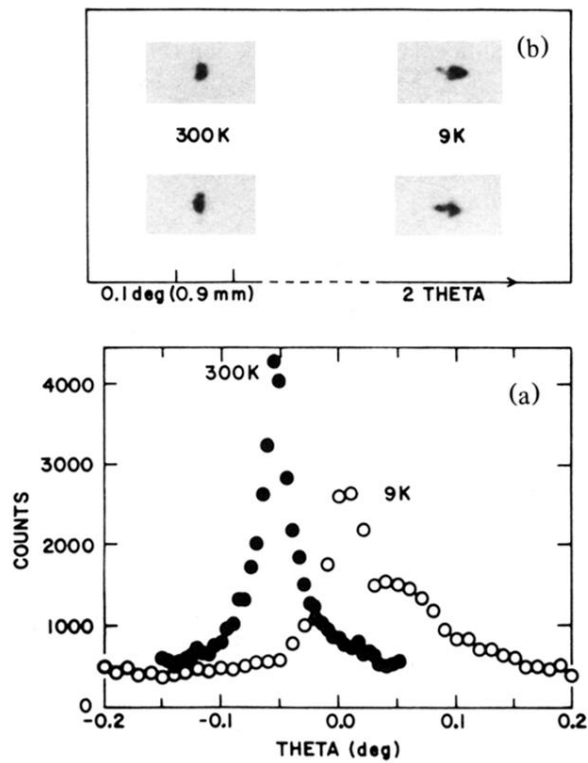 (b)
300K 9K
0.1 deg (0.9 mm) 2 THETA
(a)
300K
9K
4000
3000
2000
1000
0
COUNTS
-0.2 -0.1 0.0 0.1 0.2
THETA (deg)